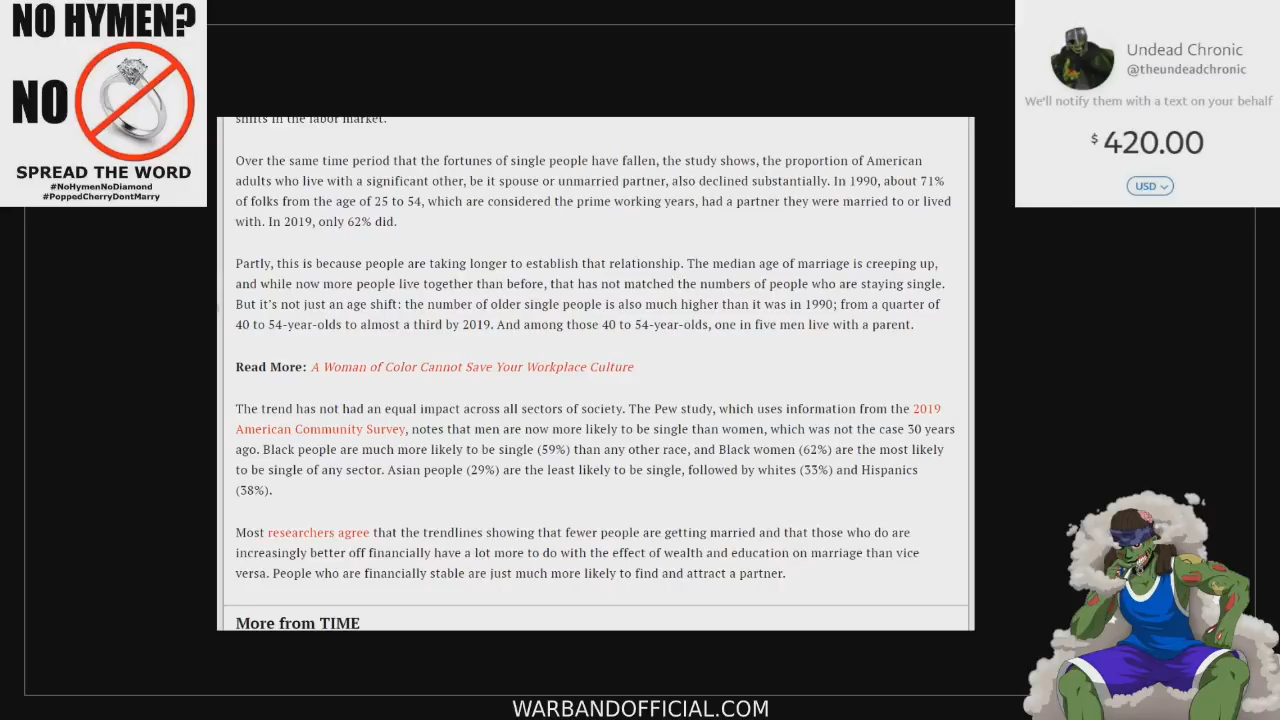 NO HYMEN?
NO
SPREAD THE WORD
#NoHymenNoDiamond
#PoppedCherryDontMarry
Undead Chronic
@theundeadchronic
We'll notify them with a text on your behalf
$ 420.00
USD
shifts in the labor market.
Over the same time period that the fortunes of single people have fallen, the study shows, the proportion of American
adults who live with a significant other, be it spouse or unmarried partner, also declined substantially. In 1990, about 71%
of folks from the age of 25 to 54, which are considered the prime working years, had a partner they were married to or lived
with. In 2019, only 62% did.
Partly, this is because people are taking longer to establish that relationship. The median age of marriage is creeping up,
and while now more people live together than before, that has not matched the numbers of people who are staying single.
But it's not just an age shift: the number of older single people is also much higher than it was in 1990; from a quarter of
40 to 54-year-olds to almost a third by 2019. And among those 40 to 54-year-olds, one in five men live with a parent.
Read More: A Woman of Color Cannot Save Your Workplace Culture
The trend has not had an equal impact across all sectors of society. The Pew study, which uses information from the 2019
American Community Survey, notes that men are now more likely to be single than women, which was not the case 30 years
ago. Black people are much more likely to be single (59%) than any other race, and Black women (62%) are the most likely
to be single of any sector. Asian people (29%) are the least likely to be single, followed by whites (33%) and Hispanics
(38%).
Most researchers agree that the trendlines showing that fewer people are getting married and that those who do are
increasingly better off financially have a lot more to do with the effect of wealth and education on marriage than vice
versa. People who are financially stable are just much more likely to find and attract a partner.
More from TIME
WARBANDOFFICIAL.COM